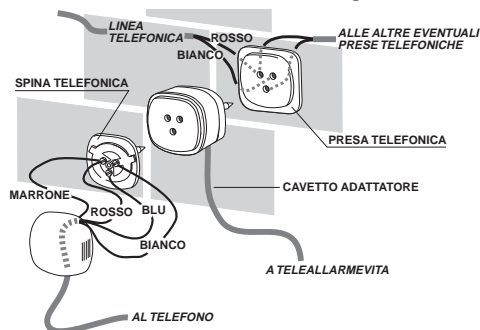 LINEA
TELEFONICA
ROSSO
BIANCO
ALLE ALTRE EVENTUALI
PRESE TELEFONICHE
SPINA TELEFONICA
PRESA TELEFONICA
MARRONE
ROSSO
BLU
BIANCO
CAVETTO ADATTATORE
A TELEALLARMEVITA
AL TELEFONO